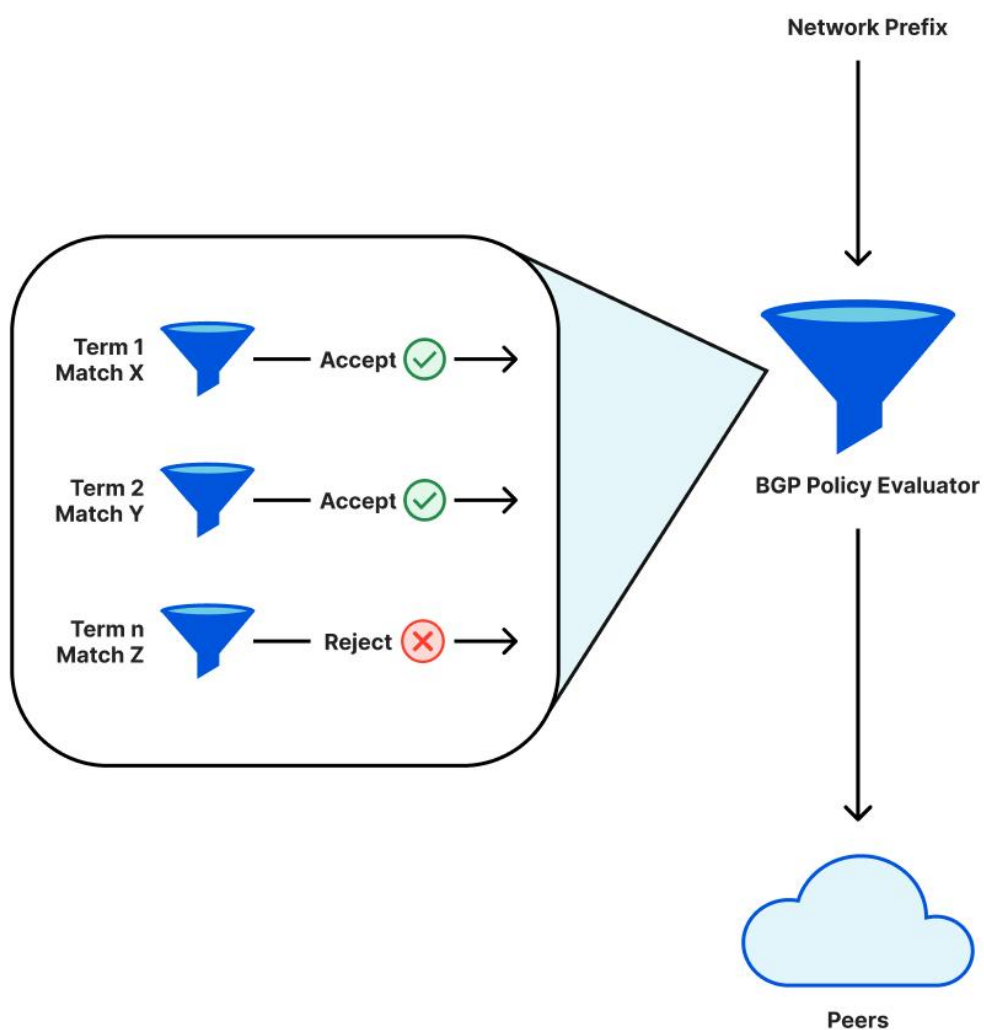 Network Prefix
Term 1
Match X
Accept
Term 2
Match Y
Accept
Term n
Match Z
Reject
BGP Policy Evaluator
Peers